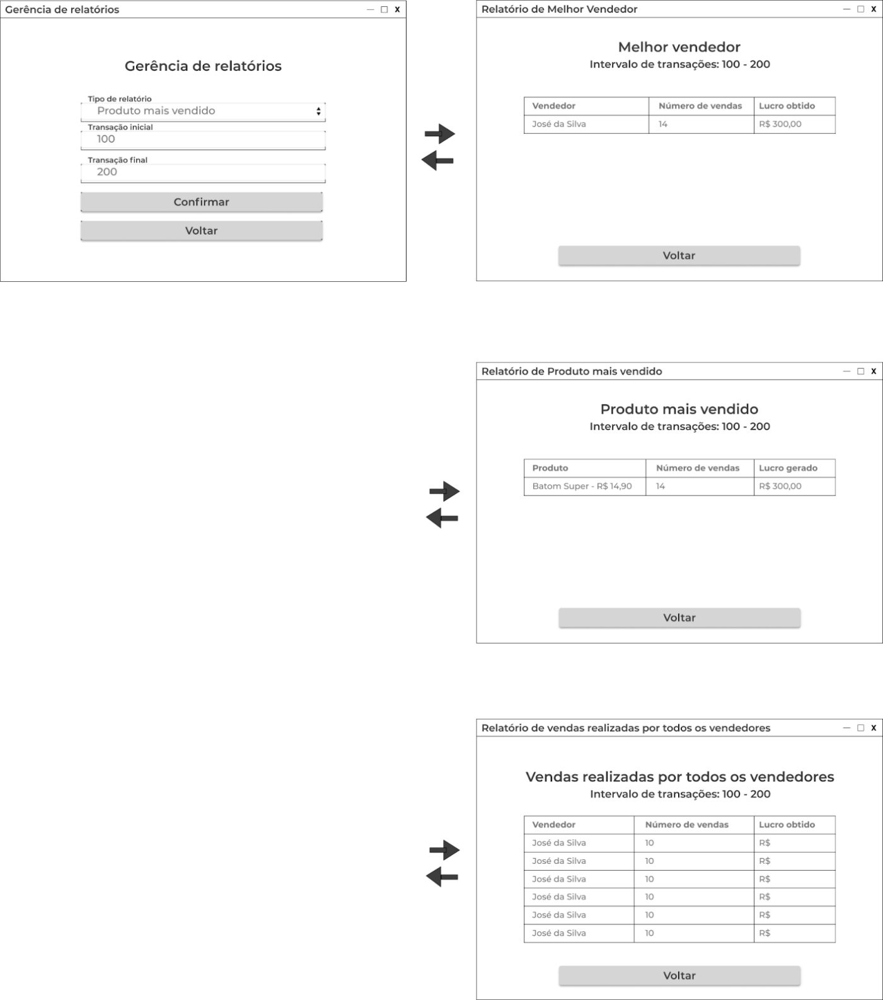 Gerência de relatórios
Gerência de relatórios
Tipo de relatório
Produto mais vendido
Transação inicial
100
Transação final
200
Confirmar
Voltar
Relatório de Melhor Vendedor
Melhor vendedor
Intervalo de transações: 100 - 200
Vendedor Número de vendas Lucro obtido
José da Silva 14 R$ 300,00
Voltar
Relatório de Produto mais vendido
Produto mais vendido
Intervalo de transações: 100 - 200
Produto Número de vendas Lucro gerado
Batom Super - R$ 14,90 14 R$ 300,00
Voltar
Relatório de vendas realizadas por todos os vendedores
Vendas realizadas por todos os vendedores
Intervalo de transações: 100 - 200
Vendedor Número de vendas Lucro obtido
José da Silva 10 R$
José da Silva 10 R$
José da Silva 10 R$
José da Silva 10 R$
José da Silva 10 R$
José da Silva 10 R$
Voltar